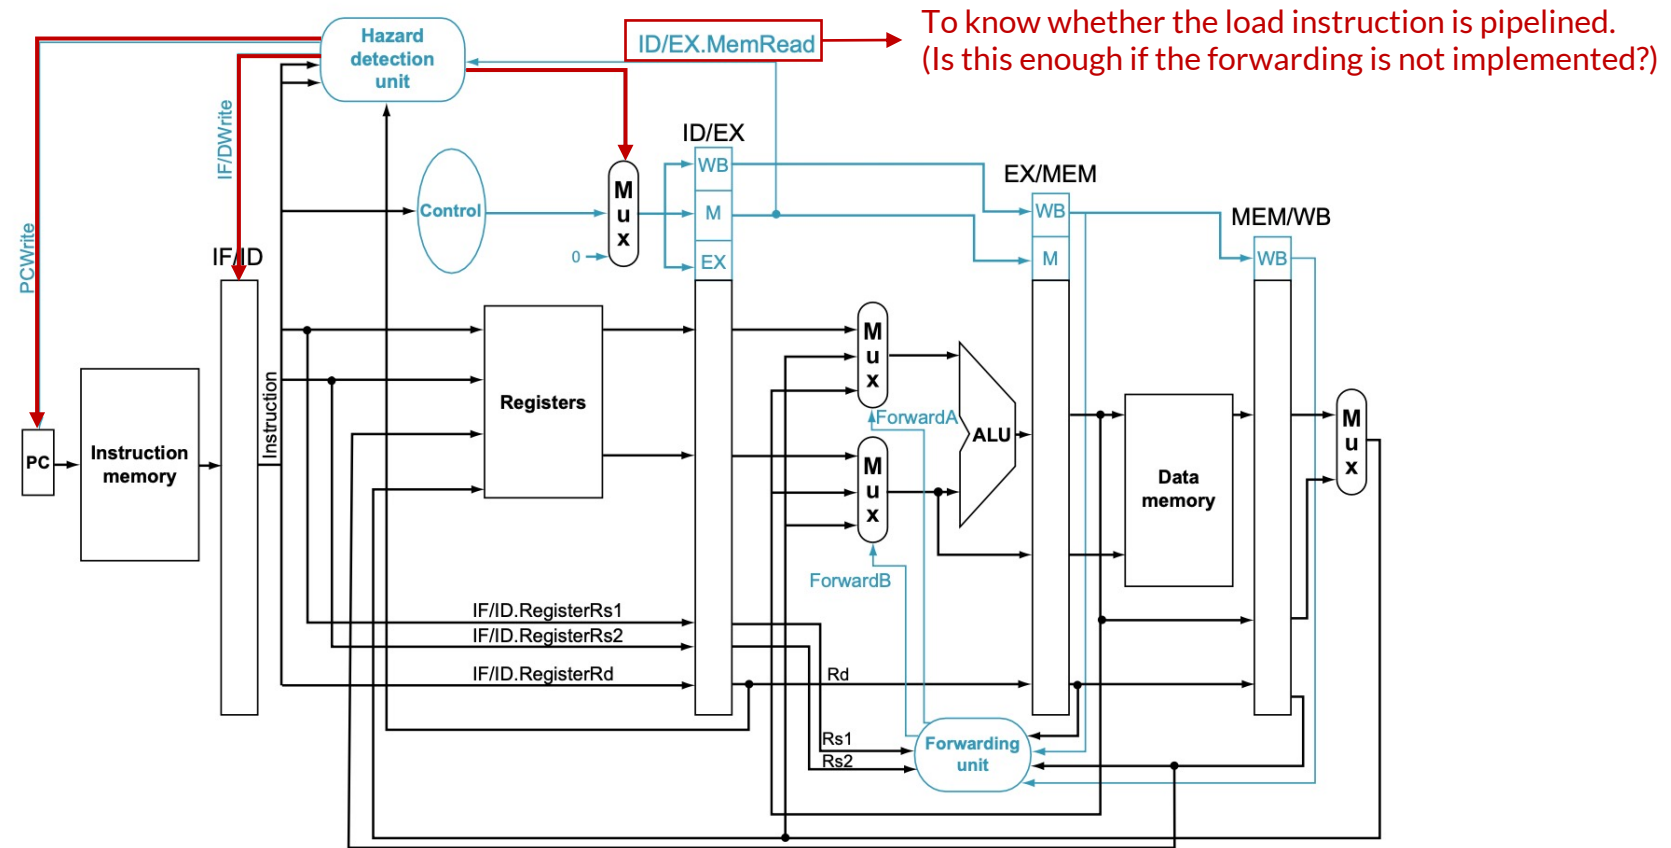 To know whether the load instruction is pipelined.
(Is this enough if the forwarding is not implemented?)
Hazard
detection
unit
ID/EX.MemRead
IF/DWrite
PCWrite
ID/EX
WB
M
EX
EX/MEM
WB
M
MEM/WB
WB
Control
M
u
x
0
IF/ID
Instruction
PC
Instruction
memory
Registers
M
u
x
ForwardA
M
u
x
ForwardB
ALU
Data
memory
M
u
x
IF/ID.RegisterRs1
IF/ID.RegisterRs2
IF/ID.RegisterRd
Rd
Rs1
Rs2
Forwarding
unit